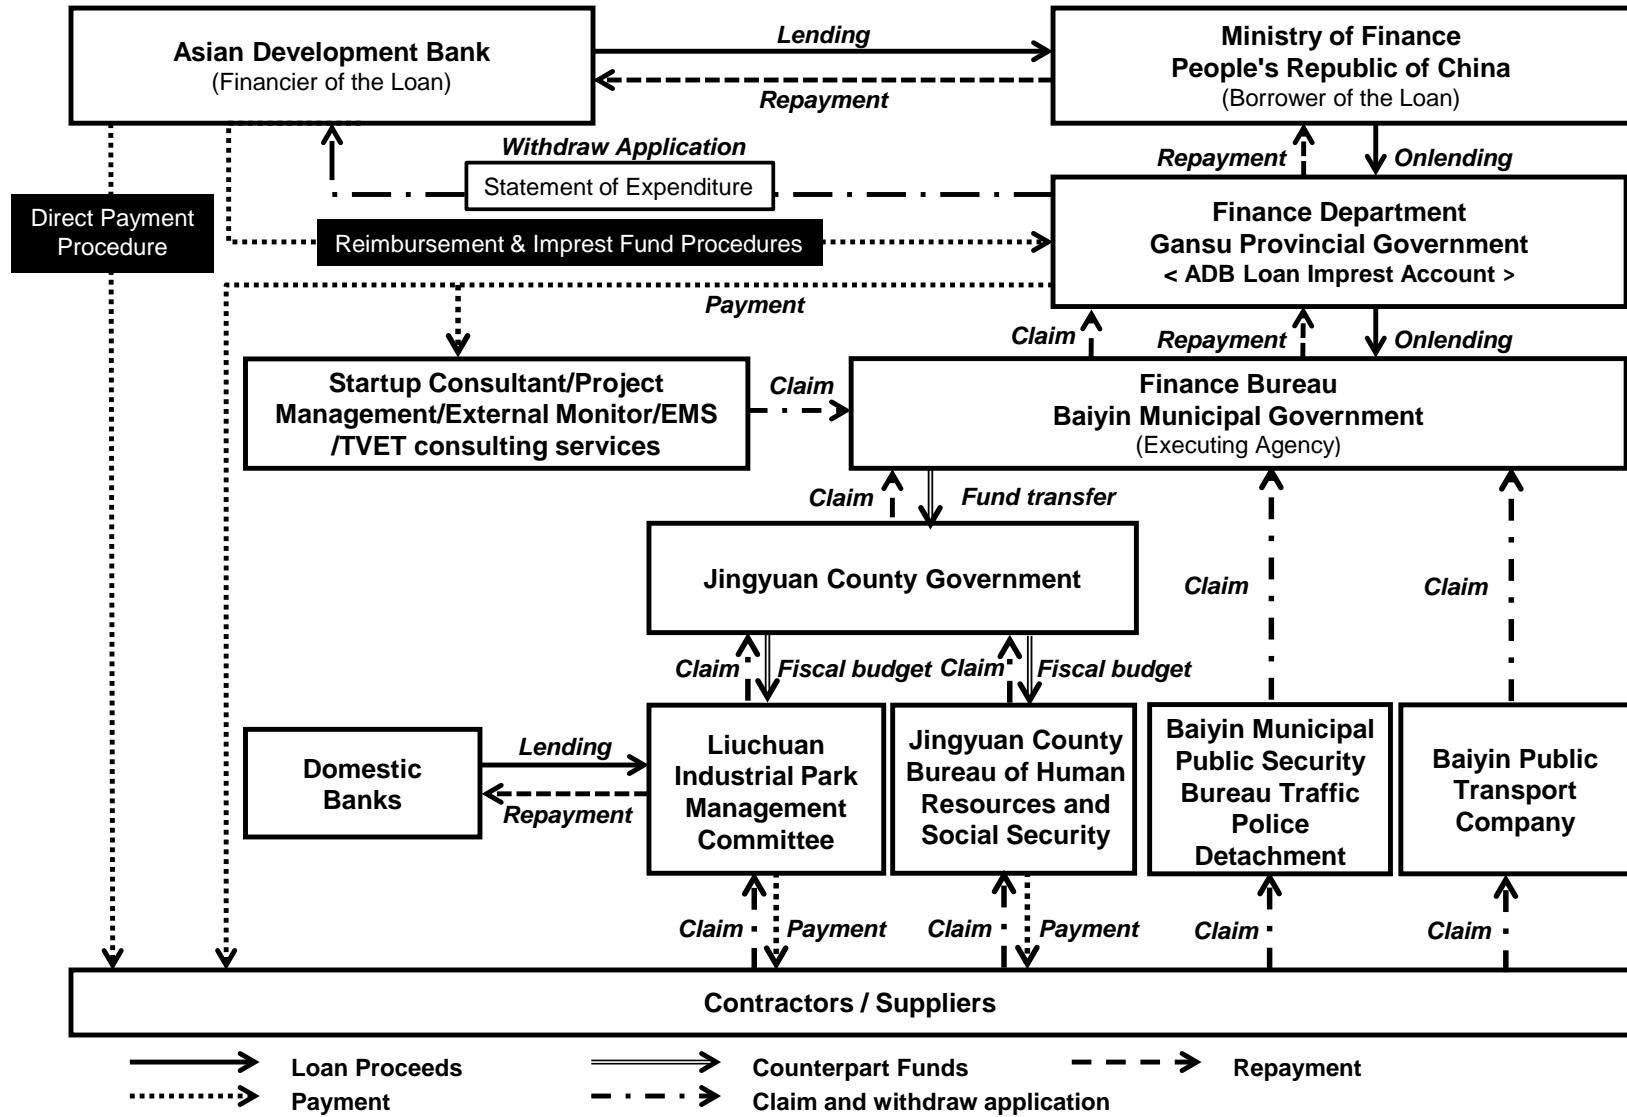 Asian Development Bank
(Financier of the Loan)
Lending
Repayment
Ministry of Finance
People's Republic of China
(Borrower of the Loan)
Withdraw Application
Statement of Expenditure
Repayment
Onlending
Direct Payment
Procedure
Reimbursement & Imprest Fund Procedures
Finance Department
Gansu Provincial Government
< ADB Loan Imprest Account >
Payment
Claim
Repayment
Onlending
Startup Consultant/Project
Management/External Monitor/EMS
/TVET consulting services
Claim
Finance Bureau
Baiyin Municipal Government
(Executing Agency)
Claim
Fund transfer
Jingyuan County Government
Claim
Claim
Claim
Fiscal budget
Claim
Fiscal budget
Domestic
Banks
Lending
Repayment
Liuchuan
Industrial Park
Management
Committee
Jingyuan County
Bureau of Human
Resources and
Social Security
Baiyin Municipal
Public Security
Bureau Traffic
Police
Detachment
Baiyin Public
Transport
Company
Claim
Payment
Claim
Payment
Claim
Claim
Contractors / Suppliers
Loan Proceeds
Counterpart Funds
Repayment
Payment
Claim and withdraw application